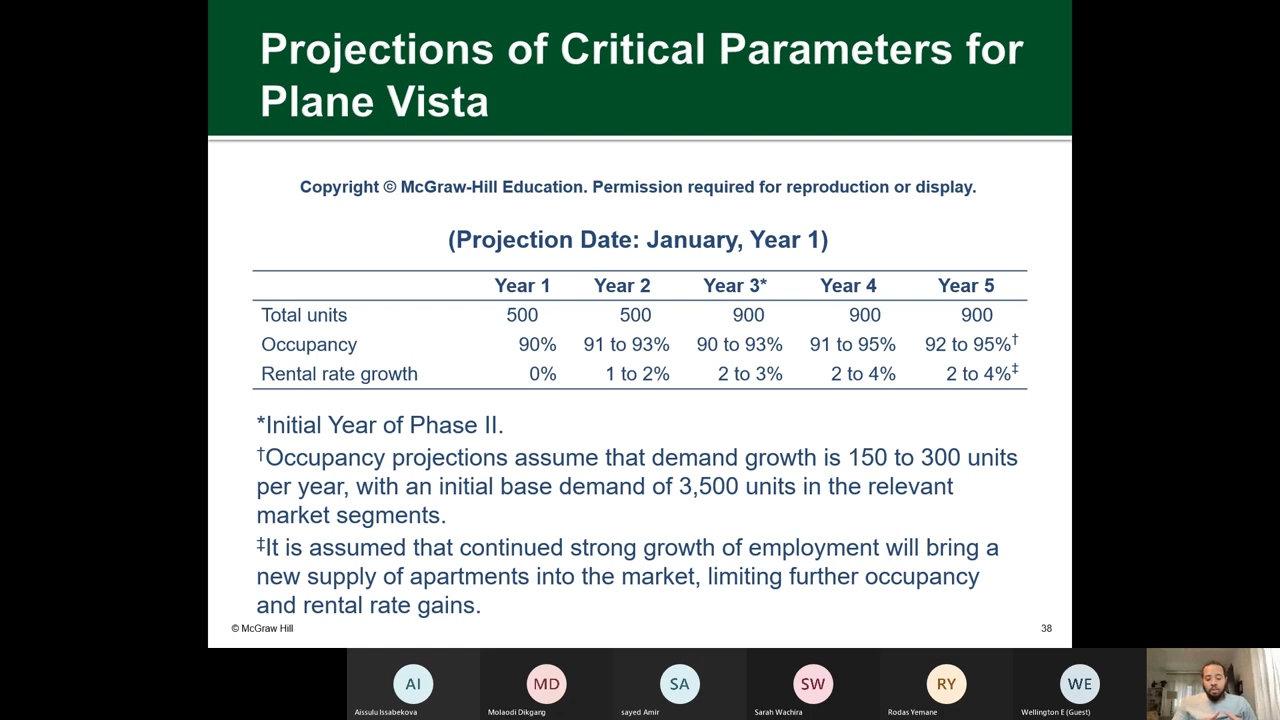 Projections of Critical Parameters for
Plane Vista
Copyright © McGraw-Hill Education. Permission required for reproduction or display.
(Projection Date: January, Year 1)
Year 1 Year 2 Year 3* Year 4 Year 5
Total units 500 500 900 900 900
Occupancy 90% 91 to 93% 90 to 93% 91 to 95% 92 to 95%†
Rental rate growth 0% 1 to 2% 2 to 3% 2 to 4% 2 to 4%‡
*Initial Year of Phase II.
†Occupancy projections assume that demand growth is 150 to 300 units
per year, with an initial base demand of 3,500 units in the relevant
market segments.
‡It is assumed that continued strong growth of employment will bring a
new supply of apartments into the market, limiting further occupancy
and rental rate gains.
© McGraw Hill 38
AI MD SA SW RY WE
Aissulu Issabekova Molaodi Dikgang sayed Amir Sarah Wachira Rodas Yemane Wellington E (Guest)